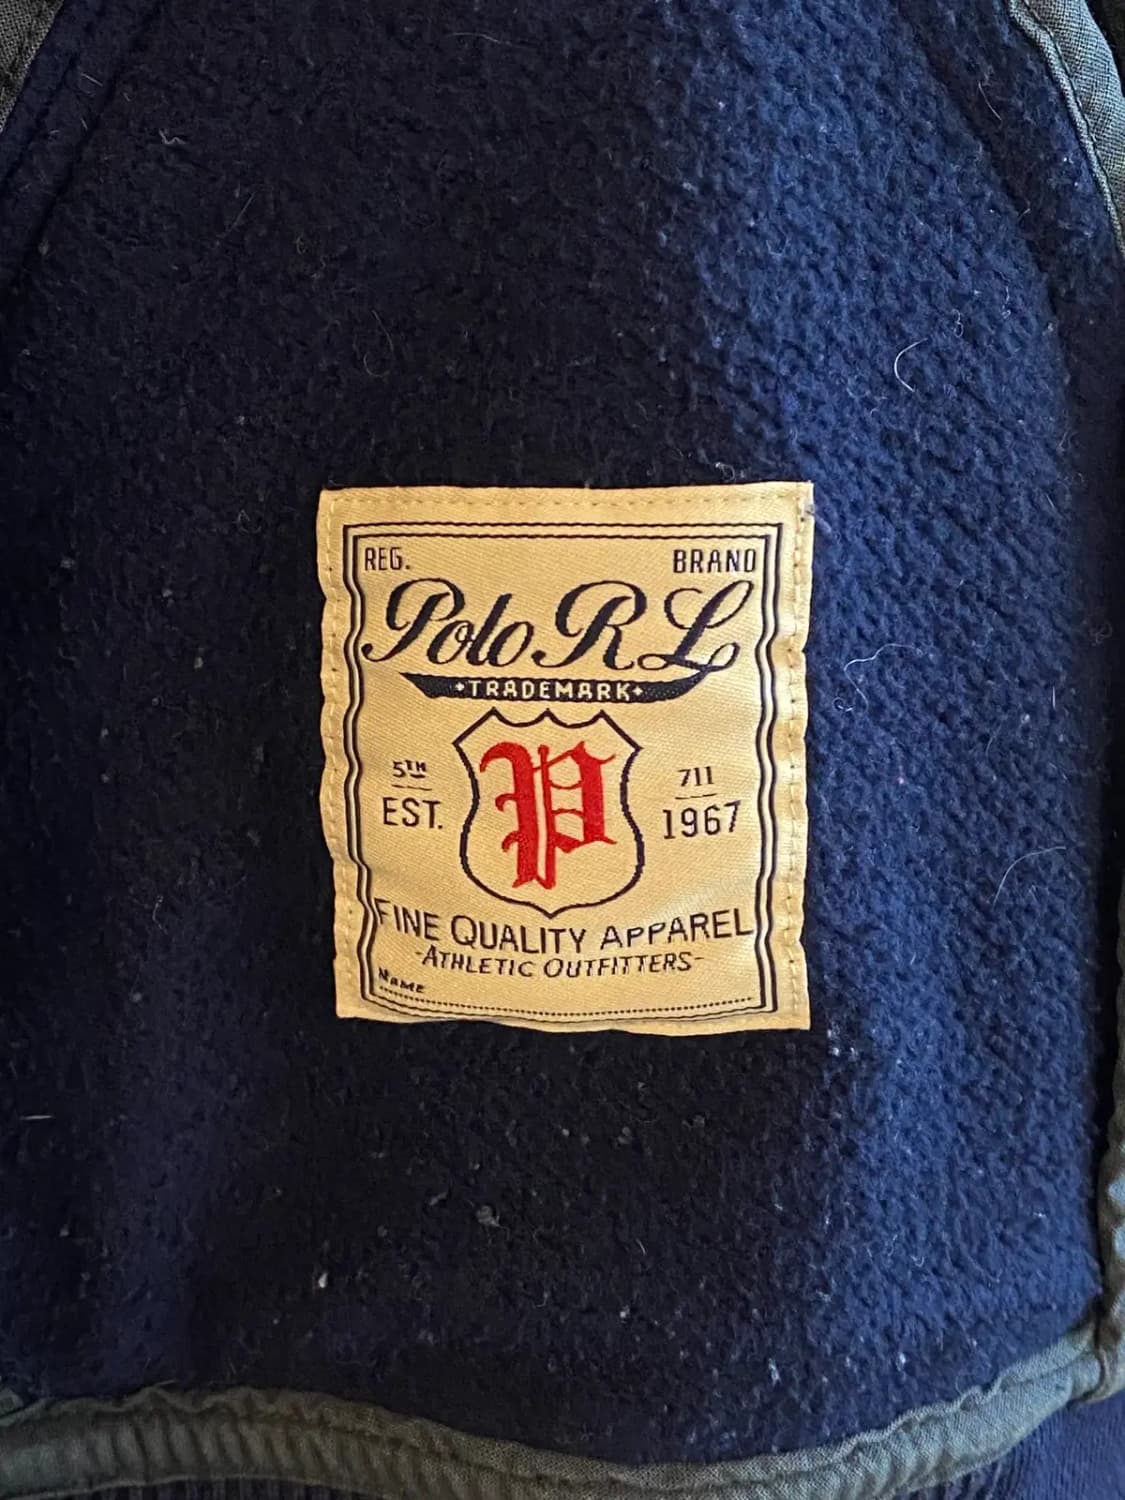 REG. BRAND
Polo R L
•TRADEMARK•
P
5TH 711
EST. 1967
FINE QUALITY APPAREL
-ATHLETIC OUTFITTERS-
NAME